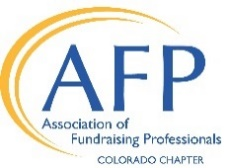 AFP
Association of
Fundraising Professionals
COLORADO CHAPTER